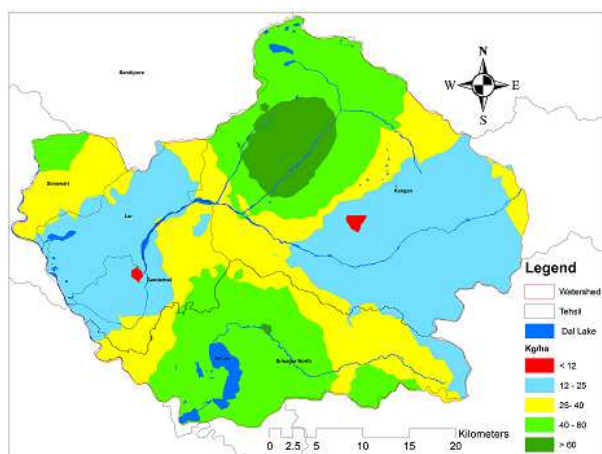 Bandipore
N
W E
S
Sonawari
Lar
Kangan
Ganderbal
Srinagar North
Legend
Watershed
Tehsil
Dal Lake
Kg/ha
< 12
12 - 25
25- 40
40 - 60
> 60
Kilometers
0 2.5 5 10 15 20